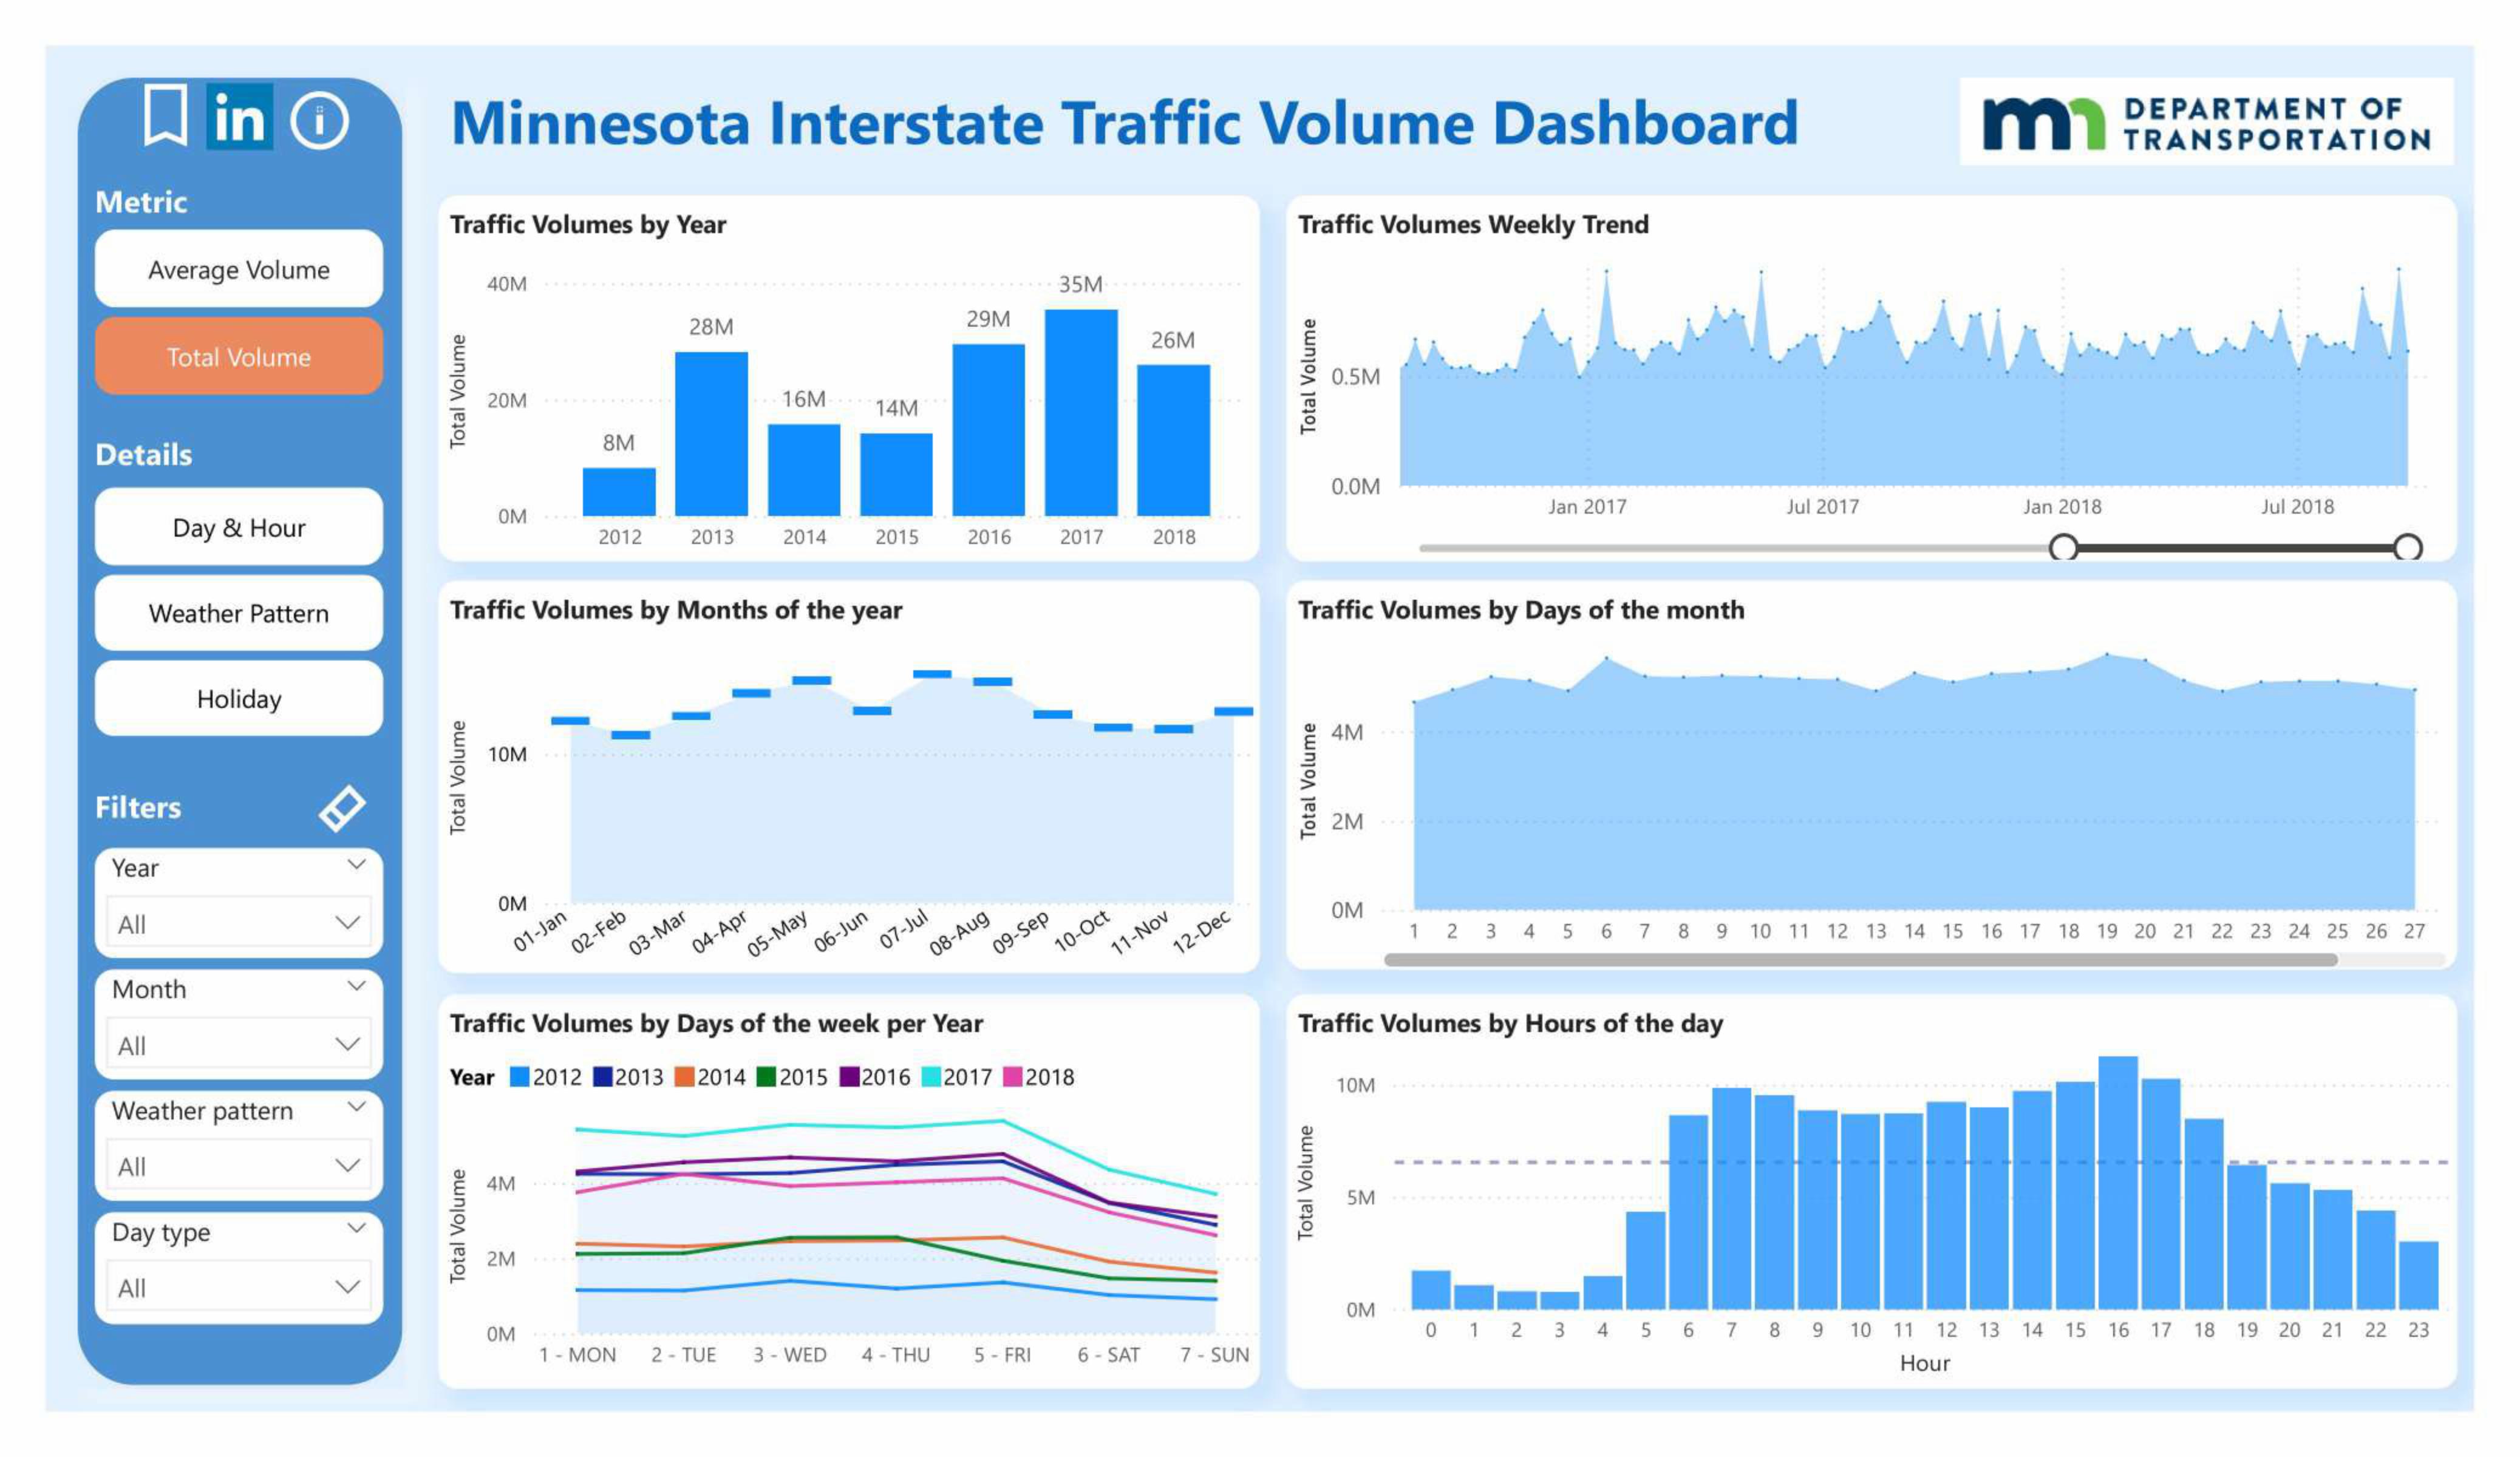 in
Minnesota Interstate Traffic Volume Dashboard
DEPARTMENT OF
TRANSPORTATION
Metric
Average Volume
Total Volume
Details
Day & Hour
Weather Pattern
Holiday
Filters
Year
All
Month
All
Weather pattern
All
Day type
All
Traffic Volumes by Year
Total Volume
40M
20M
0M
8M
28M
16M
14M
29M
35M
26M
2012 2013 2014 2015 2016 2017 2018
Traffic Volumes Weekly Trend
Total Volume
0.5M
0.0M
Jan 2017 Jul 2017 Jan 2018 Jul 2018
Traffic Volumes by Months of the year
Total Volume
10M
0M
01-Jan 02-Feb 03-Mar 04-Apr 05-May 06-Jun 07-Jul 08-Aug 09-Sep 10-Oct 11-Nov 12-Dec
Traffic Volumes by Days of the month
Total Volume
4M
2M
0M
1 2 3 4 5 6 7 8 9 10 11 12 13 14 15 16 17 18 19 20 21 22 23 24 25 26 27
Traffic Volumes by Days of the week per Year
Year 2012 2013 2014 2015 2016 2017 2018
Total Volume
4M
2M
0M
1 - MON 2 - TUE 3 - WED 4 - THU 5 - FRI 6 - SAT 7 - SUN
Traffic Volumes by Hours of the day
Total Volume
10M
5M
0M
0 1 2 3 4 5 6 7 8 9 10 11 12 13 14 15 16 17 18 19 20 21 22 23
Hour